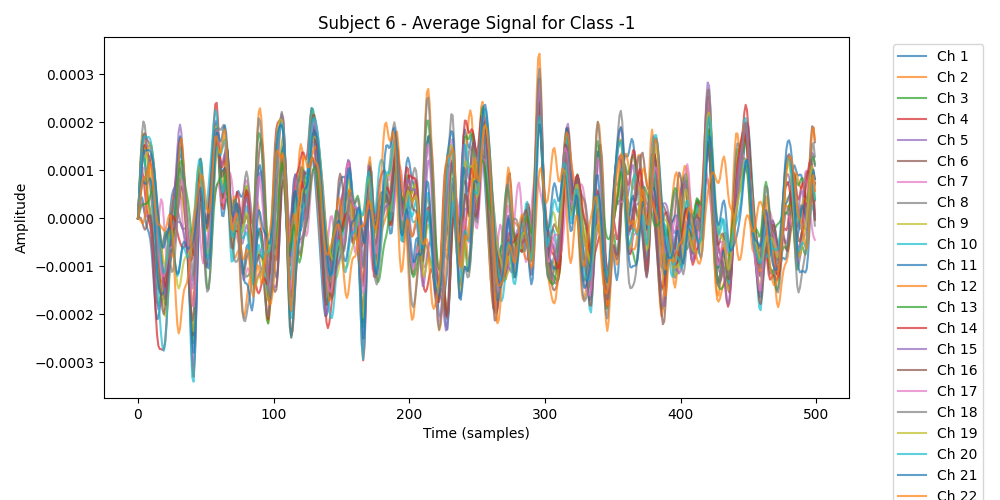 Subject 6 - Average Signal for Class -1
Amplitude
0.0003
0.0002
0.0001
0.0000
−0.0001
−0.0002
−0.0003
0 100 200 300 400 500
Time (samples)
Ch 1
Ch 2
Ch 3
Ch 4
Ch 5
Ch 6
Ch 7
Ch 8
Ch 9
Ch 10
Ch 11
Ch 12
Ch 13
Ch 14
Ch 15
Ch 16
Ch 17
Ch 18
Ch 19
Ch 20
Ch 21
Ch 22